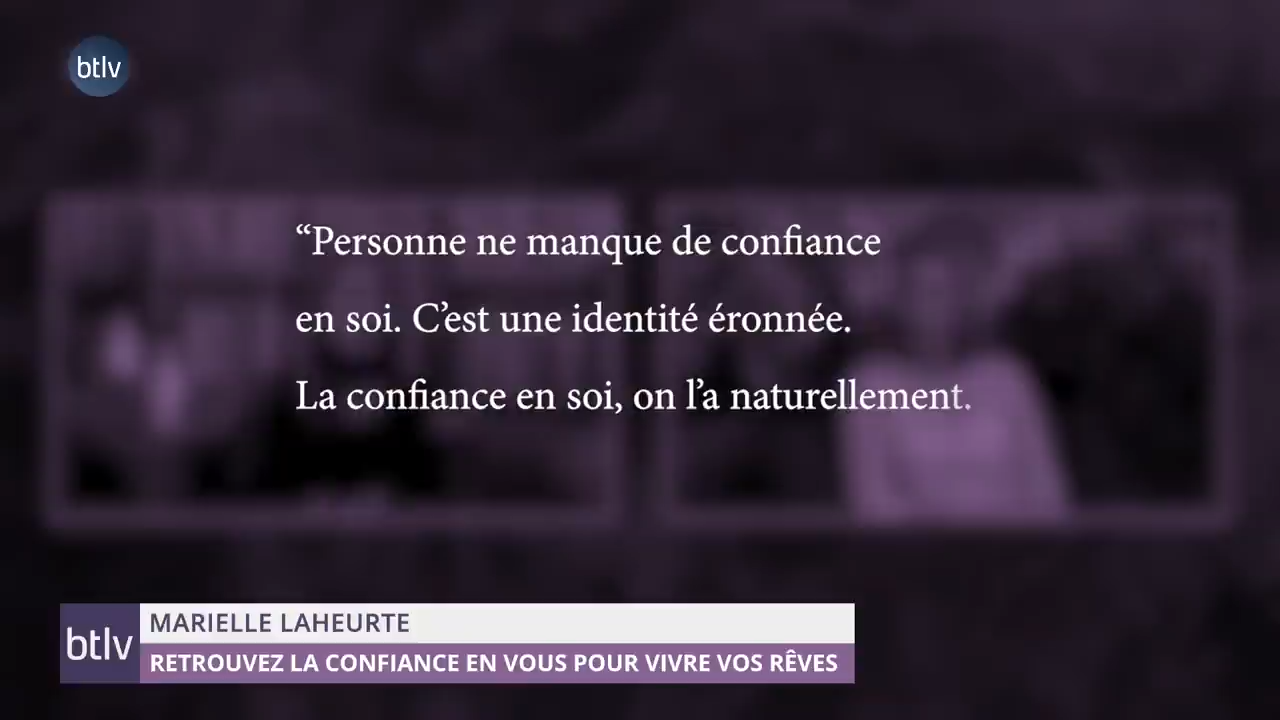 btlv
“Personne ne manque de confiance
en soi. C’est une identité éronnée.
La confiance en soi, on l’a naturellement.
btlv
MARIELLE LAHEURTE
RETROUVEZ LA CONFIANCE EN VOUS POUR VIVRE VOS RÊVES